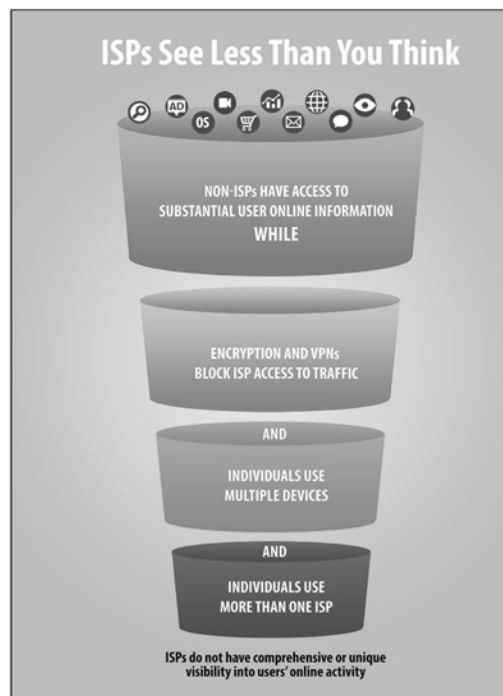 ISPs See Less Than You Think
AD
OS
NON-ISPs HAVE ACCESS TO
SUBSTANTIAL USER ONLINE INFORMATION
WHILE
ENCRYPTION AND VPNs
BLOCK ISP ACCESS TO TRAFFIC
AND
INDIVIDUALS USE
MULTIPLE DEVICES
AND
INDIVIDUALS USE
MORE THAN ONE ISP
ISPs do not have comprehensive or unique
visibility into users' online activity